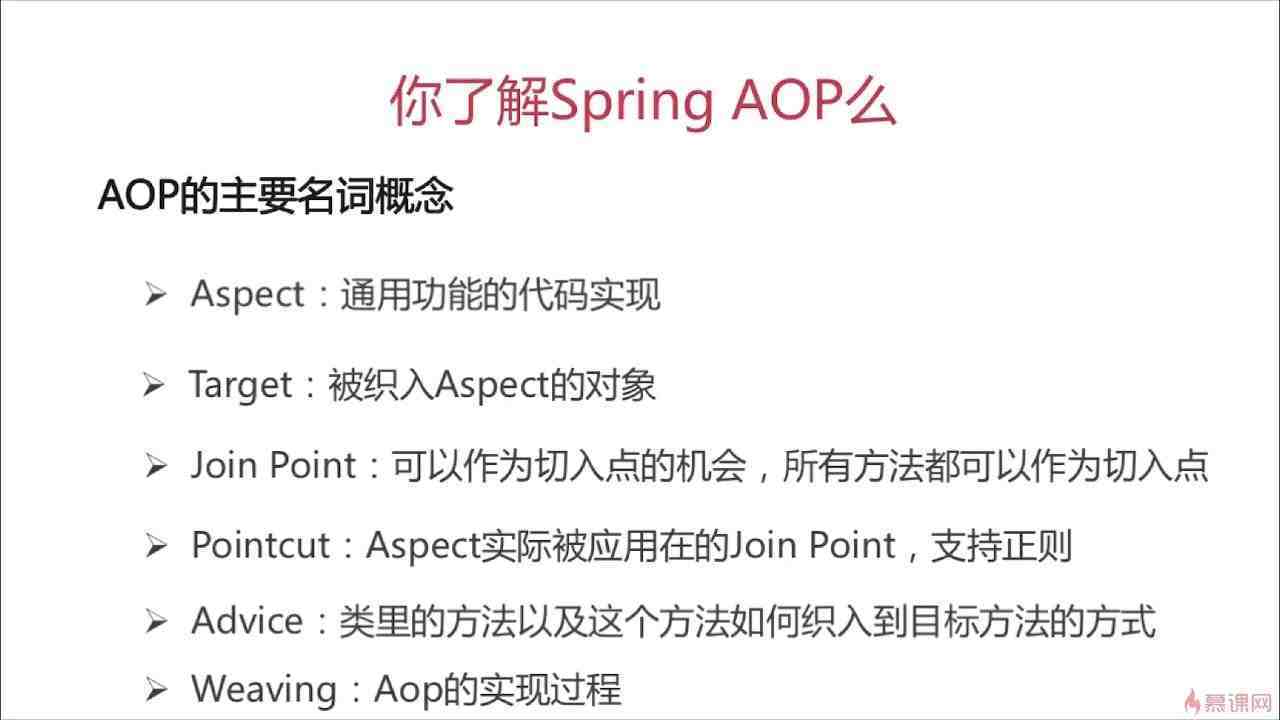 你了解Spring AOP么
AOP的主要名词概念
➢ Aspect：通用功能的代码实现
➢ Target：被织入Aspect的对象
➢ Join Point：可以作为切入点的机会，所有方法都可以作为切入点
➢ Pointcut：Aspect实际被应用在的Join Point，支持正则
➢ Advice：类里的方法以及这个方法如何织入到目标方法的方式
➢ Weaving：Aop的实现过程
慕课网